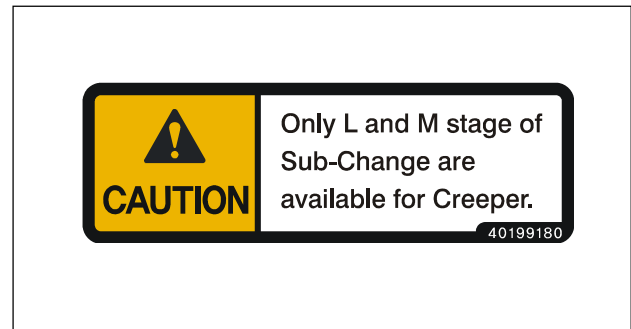 CAUTION
Only L and M stage of
Sub-Change are
available for Creeper.
40199180